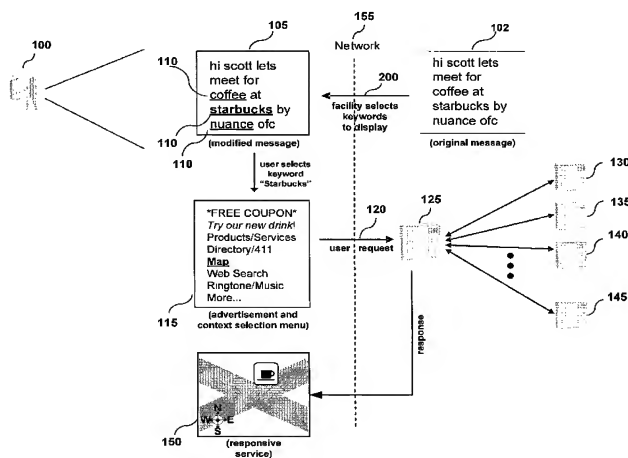 100
105
155
Network
102
110
hi scott lets
meet for
coffee at
starbucks by
nuance ofc
110
110
(modified message)
200
facility selects
keywords
to display
hi scott lets
meet for
coffee at
starbucks by
nuance ofc
(original message)
user selects
keyword
"Starbucks"
*FREE COUPON*
Try our new drink!
Products/Services
Directory/411
Map
Web Search
Ringtone/Music
More...
115
(advertisement and
context selection menu)
120
user request
125
130
135
140
145
response
150
N
W E
S
(responsive
service)